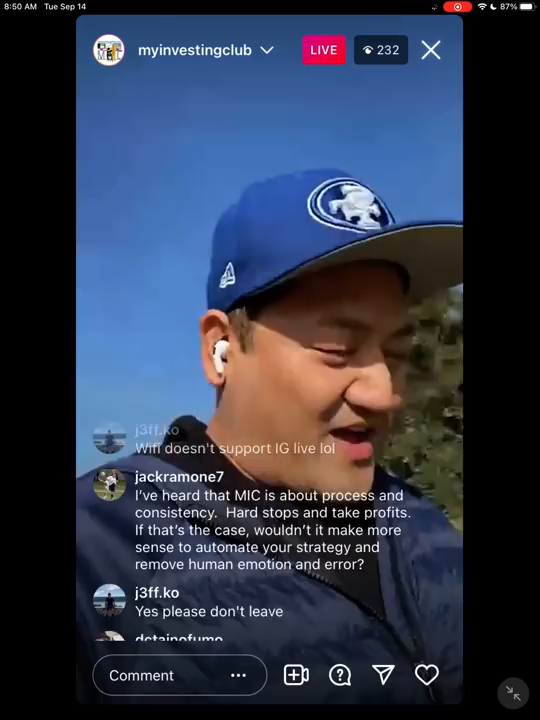 8:50 AM Tue Sep 14
87%
myinvestingclub
LIVE
232
j3ff.ko
Wifi doesn't support IG live lol
jackramone7
I've heard that MIC is about process and
consistency. Hard stops and take profits.
If that's the case, wouldn't it make more
sense to automate your strategy and
remove human emotion and error?
j3ff.ko
Yes please don't leave
dctainofumo
Comment